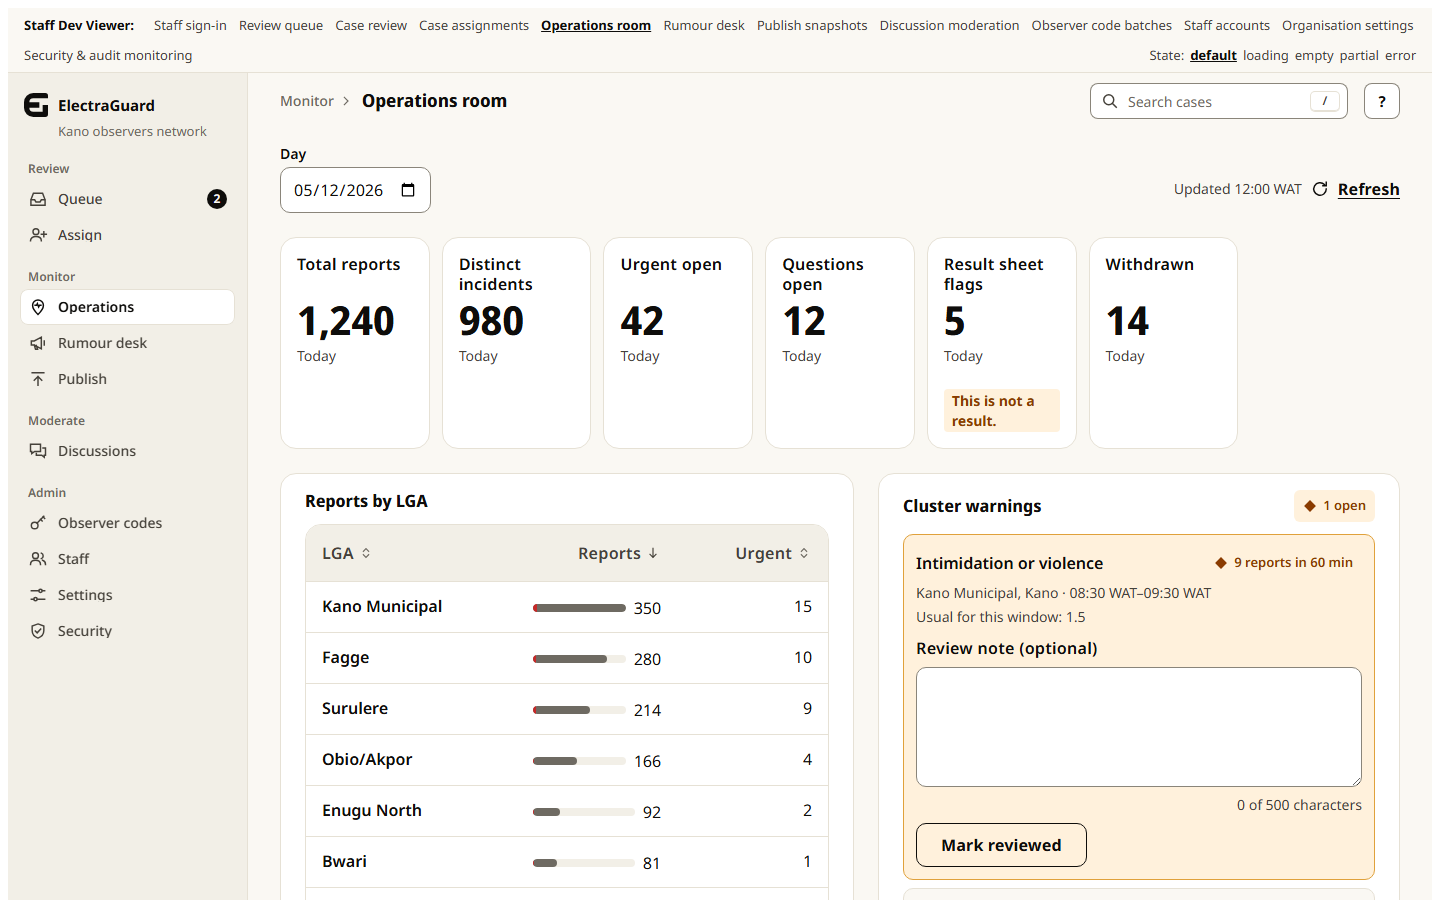 Staff Dev Viewer: Staff sign-in Review queue Case review Case assignments Operations room Rumour desk Publish snapshots Discussion moderation Observer code batches Staff accounts Organisation settings
Security & audit monitoring State: default loading empty partial error
ElectraGuard
Kano observers network
Review
Queue 2
Assign
Monitor
Operations
Rumour desk
Publish
Moderate
Discussions
Admin
Observer codes
Staff
Settings
Security
Monitor > Operations room
Search cases /
?
Day
05/12/2026
Updated 12:00 WAT Refresh
Total reports
1,240
Today
Distinct
incidents
980
Today
Urgent open
42
Today
Questions
open
12
Today
Result sheet
flags
5
Today
This is not a
result.
Withdrawn
14
Today
Reports by LGA
LGA Reports Urgent
Kano Municipal 350 15
Fagge 280 10
Surulere 214 9
Obio/Akpor 166 4
Enugu North 92 2
Bwari 81 1
Cluster warnings 1 open
Intimidation or violence 9 reports in 60 min
Kano Municipal, Kano · 08:30 WAT–09:30 WAT
Usual for this window: 1.5
Review note (optional)
0 of 500 characters
Mark reviewed